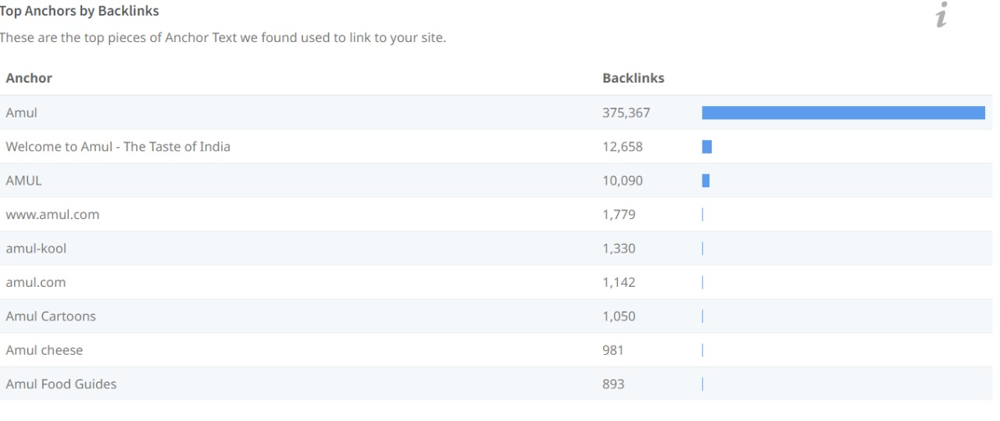 Top Anchors by Backlinks
These are the top pieces of Anchor Text we found used to link to your site.
Anchor Backlinks
Amul 375,367
Welcome to Amul - The Taste of India 12,658
AMUL 10,090
www.amul.com 1,779
amul-kool 1,330
amul.com 1,142
Amul Cartoons 1,050
Amul cheese 981
Amul Food Guides 893